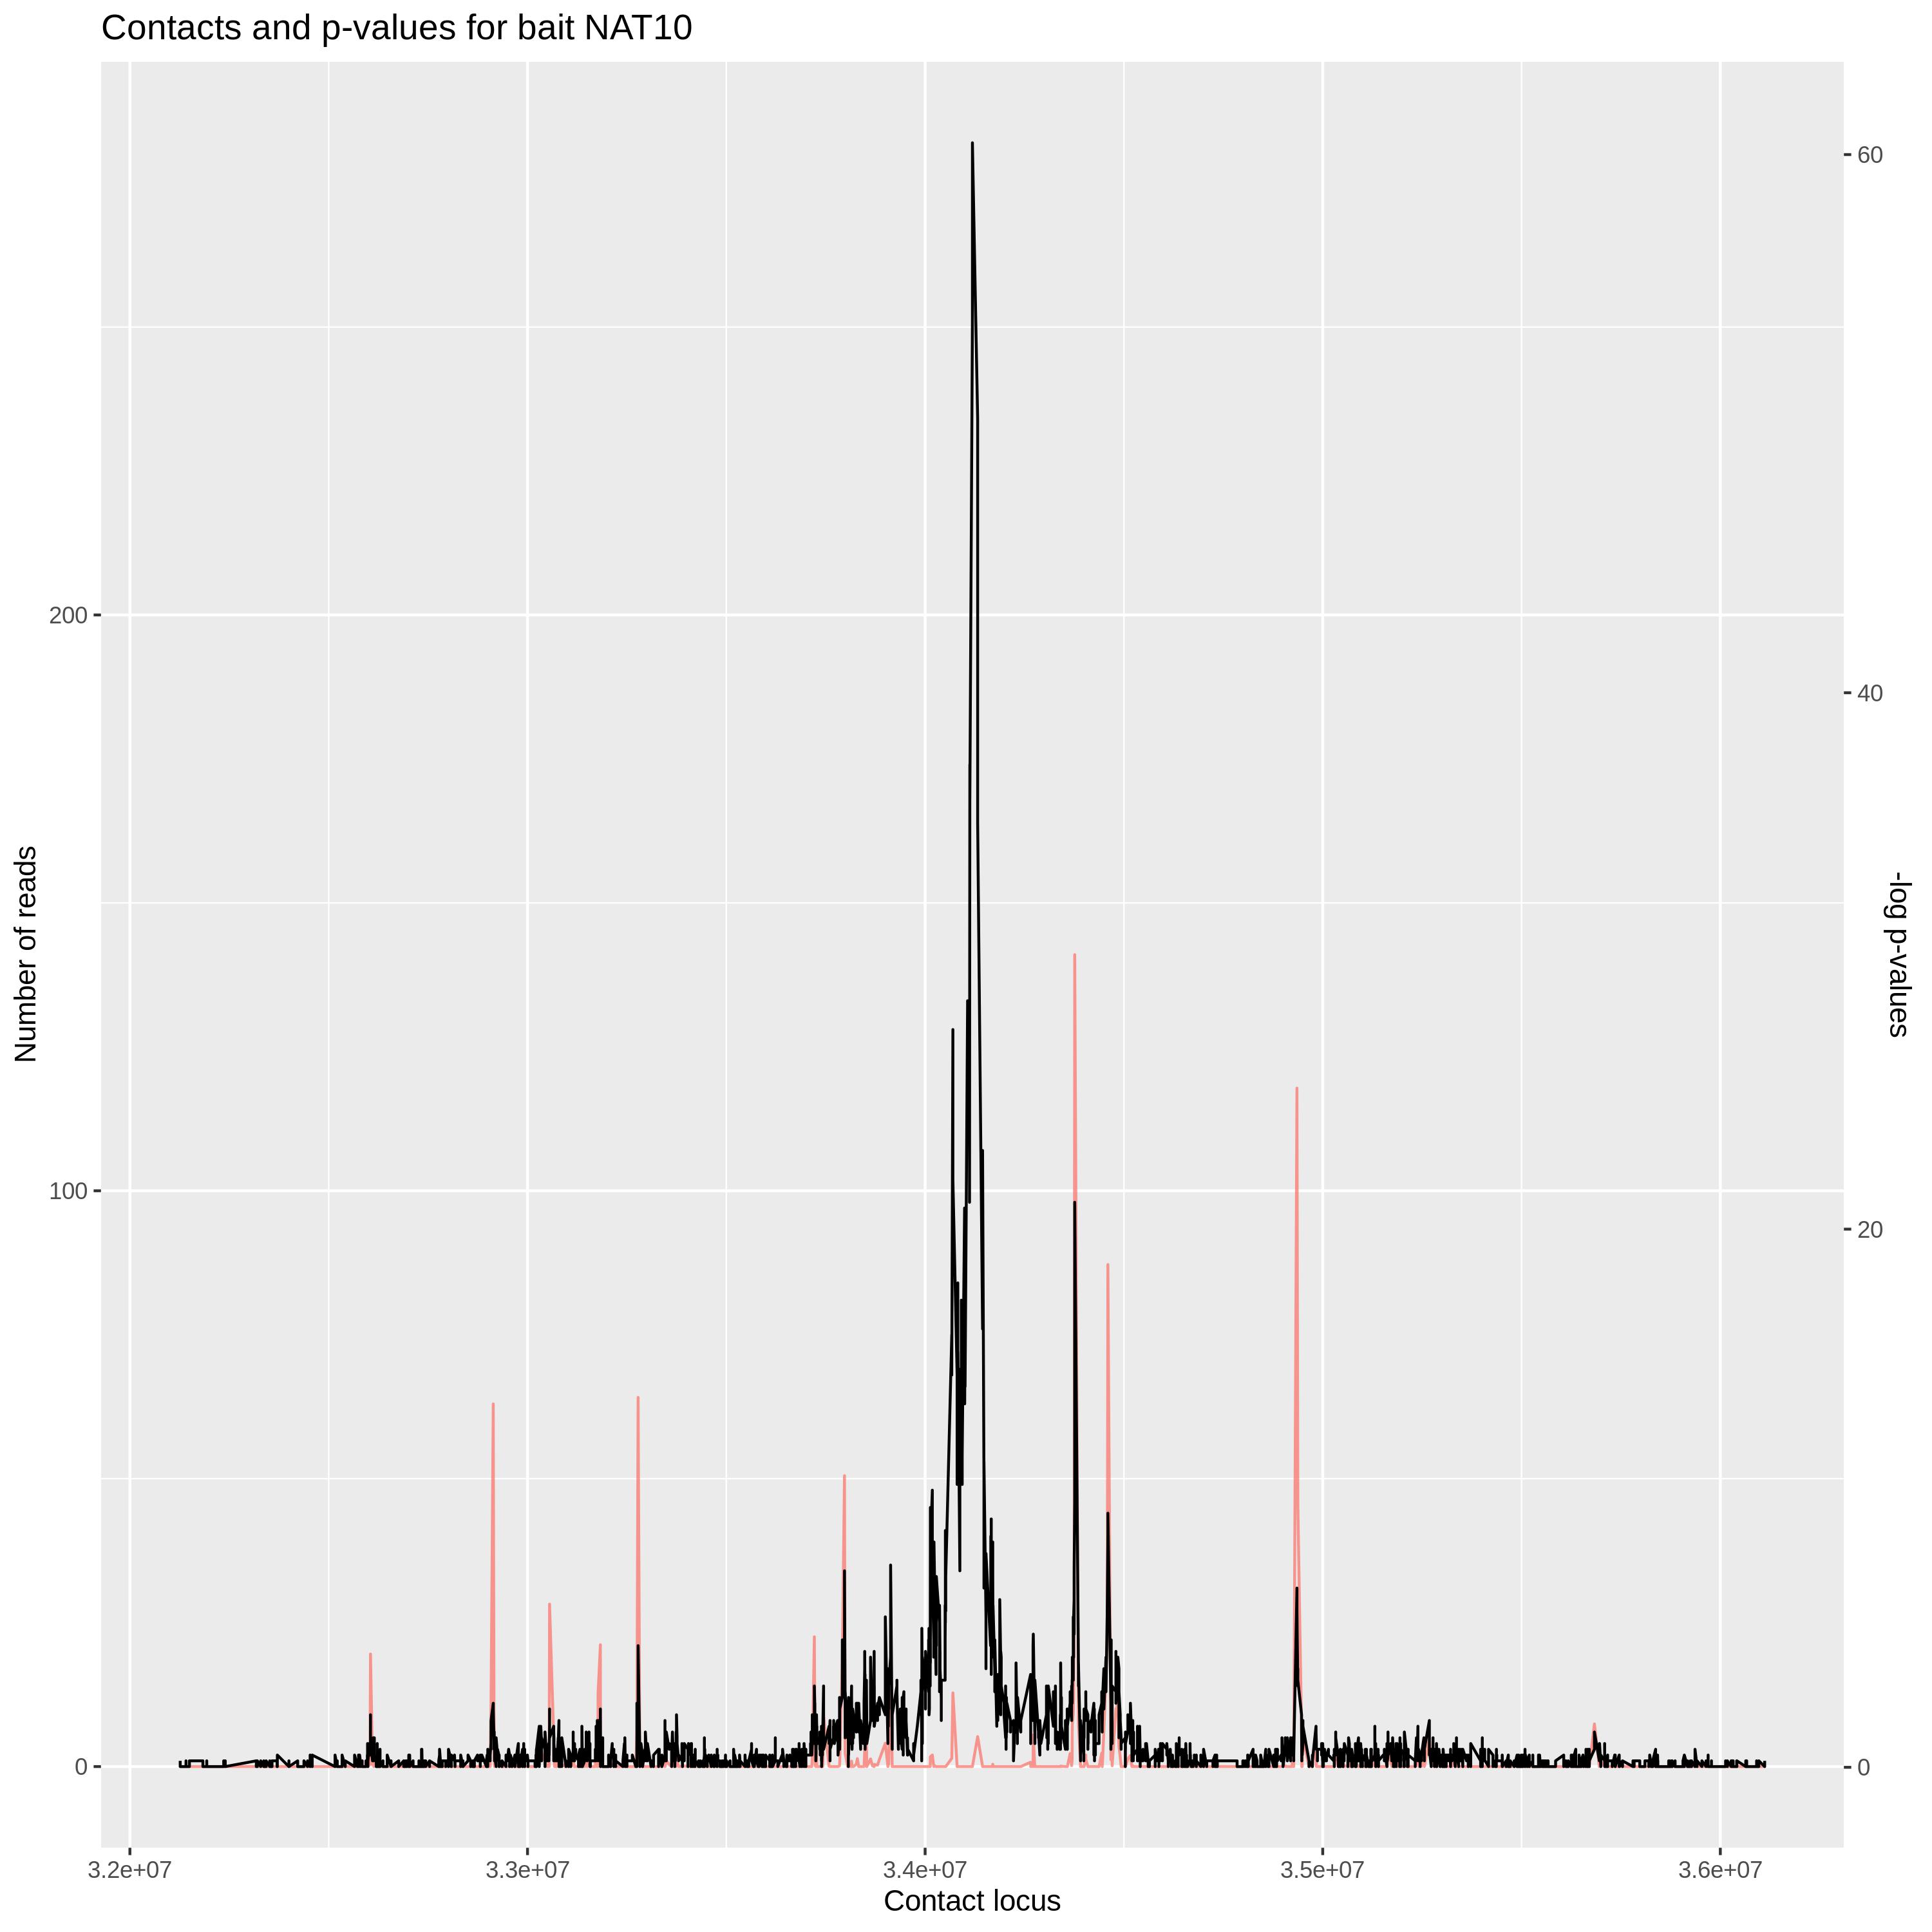 Contacts and p-values for bait NAT10
60
200
40
Number of reads
-log p-values
100
20
0
0
3.2e+07
3.3e+07
3.4e+07
3.5e+07
3.6e+07
Contact locus